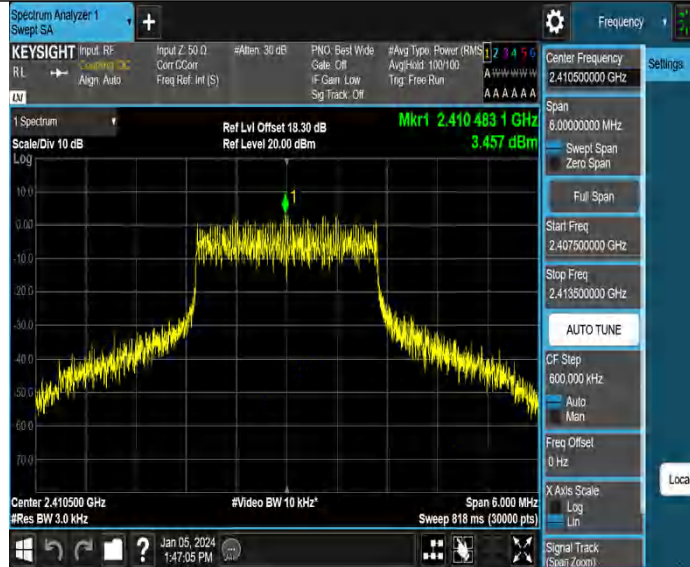 Spectrum Analyzer 1
Swept SA
+
Frequency
KEYSIGHT
RL
Input: RF
Coupling: DC
Align: Auto
Input Z: 50 Ω
Corr CCorr
Freq Ref: Int (S)
#Atten: 30 dB
PNO: Best Wide
Gate: Off
IF Gain: Low
Sig Track: Off
#Avg Type: Power (RMS
Avg|Hold: 100/100
Trig: Free Run
1 2 3 4 5 6
A W W W W W
A A A A A A
LXI
1 Spectrum
Scale/Div 10 dB
Log
Ref Lvl Offset 18.30 dB
Ref Level 20.00 dBm
Mkr1 2.410 483 1 GHz
3.457 dBm
1
10.0
0.00
-10.0
-20.0
-30.0
-40.0
-50.0
-60.0
-70.0
Center 2.410500 GHz
#Res BW 3.0 kHz
#Video BW 10 kHz*
Span 6.000 MHz
Sweep 818 ms (30000 pts)
?
Jan 05, 2024
1:47:05 PM
Center Frequency
2.410500000 GHz
Settings
Span
6.00000000 MHz
Swept Span
Zero Span
Full Span
Start Freq
2.407500000 GHz
Stop Freq
2.413500000 GHz
AUTO TUNE
CF Step
600.000 kHz
Auto
Man
Freq Offset
0 Hz
Loca
X Axis Scale
Log
Lin
Signal Track
(Span Zoom)